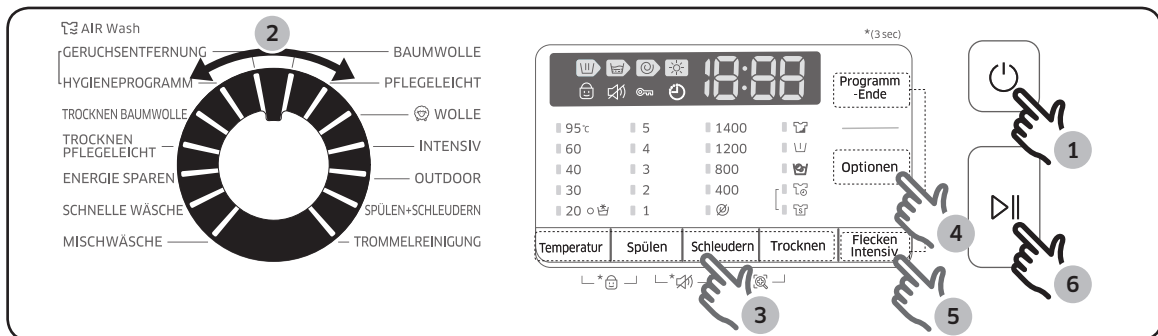 AIR Wash
GERUCHSENTFERNUNG
HYGIENEPROGRAMM
TROCKNEN BAUMWOLLE
TROCKNEN
PFLEGELEICHT
ENERGIE SPAREN
SCHNELLE WÄSCHE
MISCHWÄSCHE
2
BAUMWOLLE
PFLEGELEICHT
WOLLE
INTENSIV
OUTDOOR
SPÜLEN+SCHLEUDERN
TROMMELREINIGUNG
*(3 sec)
18:88
Programm
-Ende
95℃ 5 1400
60 4 1200
40 3 800
30 2 400
20 1
Optionen
Temperatur Spülen Schleudern Trocknen Flecken
Intensiv
* *
3
4
5
1
6